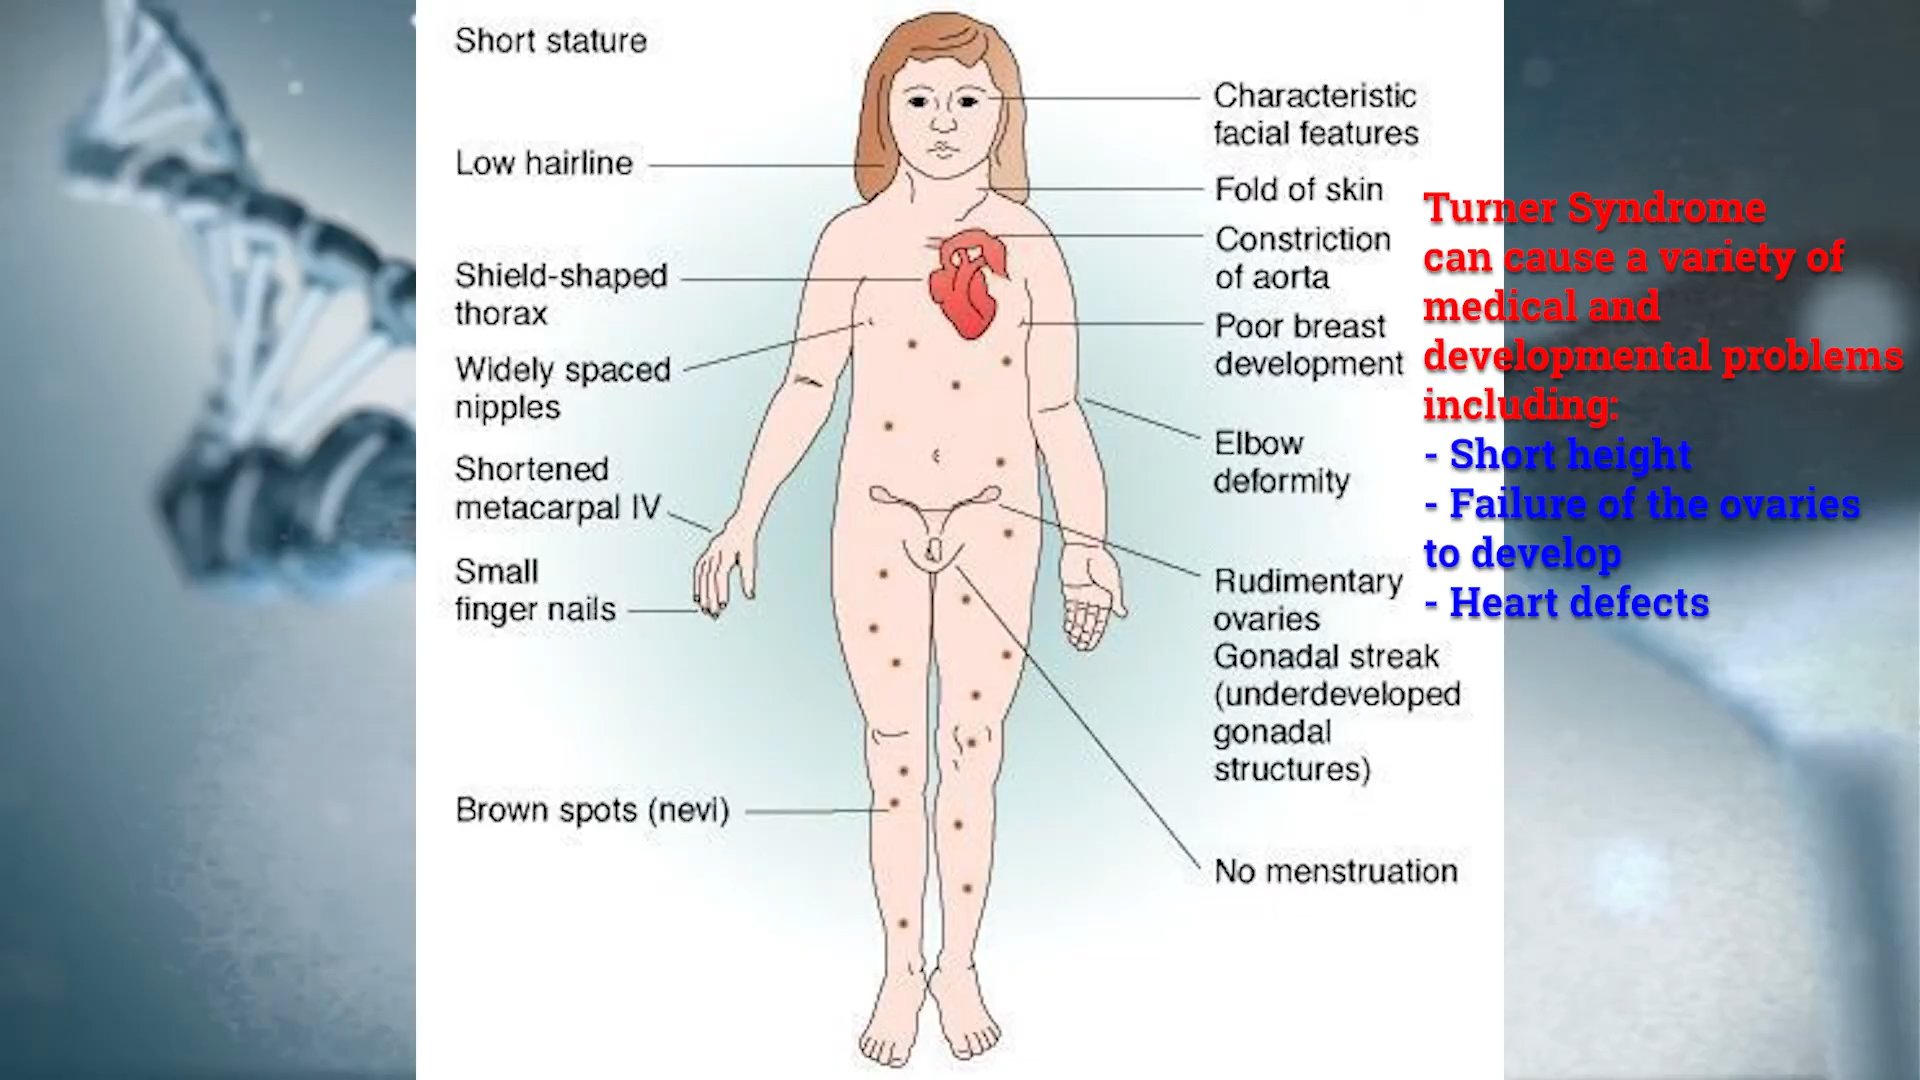 Short stature
Low hairline
Shield-shaped
thorax
Widely spaced
nipples
Shortened
metacarpal IV
Small
finger nails
Brown spots (nevi)
Characteristic
facial features
Fold of skin
Constriction
of aorta
Poor breast
development
Elbow
deformity
Rudimentary
ovaries
Gonadal streak
(underdeveloped
gonadal
structures)
No menstruation
Turner Syndrome
can cause a variety of
medical and
developmental problems
including:
- Short height
- Failure of the ovaries
to develop
- Heart defects